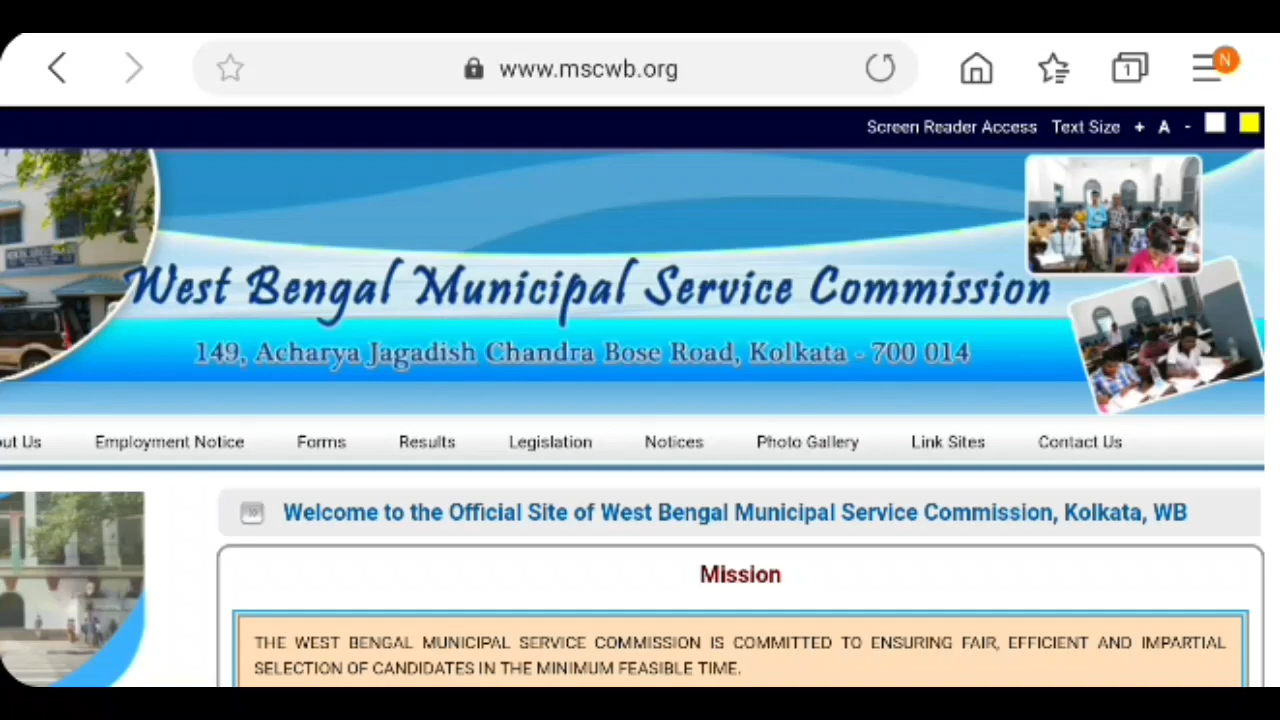 www.mscwb.org
1
N
Screen Reader Access Text Size + A -
West Bengal Municipal Service Commission
149, Acharya Jagadish Chandra Bose Road, Kolkata - 700 014
out Us Employment Notice Forms Results Legislation Notices Photo Gallery Link Sites Contact Us
Welcome to the Official Site of West Bengal Municipal Service Commission, Kolkata, WB
Mission
THE WEST BENGAL MUNICIPAL SERVICE COMMISSION IS COMMITTED TO ENSURING FAIR, EFFICIENT AND IMPARTIAL
SELECTION OF CANDIDATES IN THE MINIMUM FEASIBLE TIME.